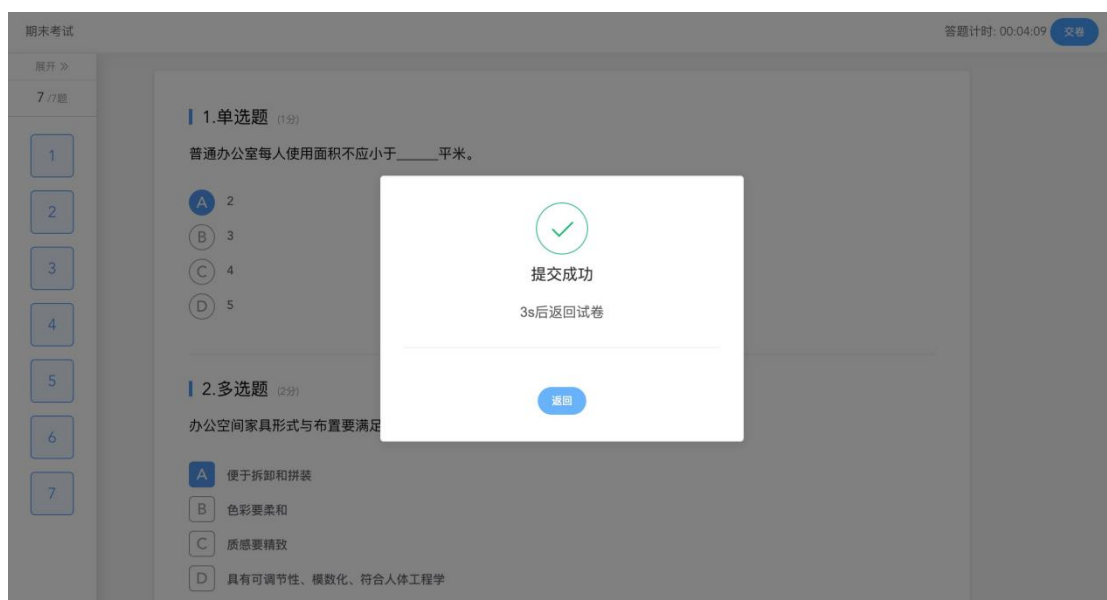 期末考试
答题计时: 00:04:09 交卷
展开 »
7 /7题
1
2
3
4
5
6
7
1.单选题 (1分)
普通办公室每人使用面积不应小于______平米。
A 2
B 3
C 4
D 5
提交成功
3s后返回试卷
返回
2.多选题 (2分)
办公空间家具形式与布置要满足
A 便于拆卸和拼装
B 色彩要柔和
C 质感要精致
D 具有可调节性、模数化、符合人体工程学